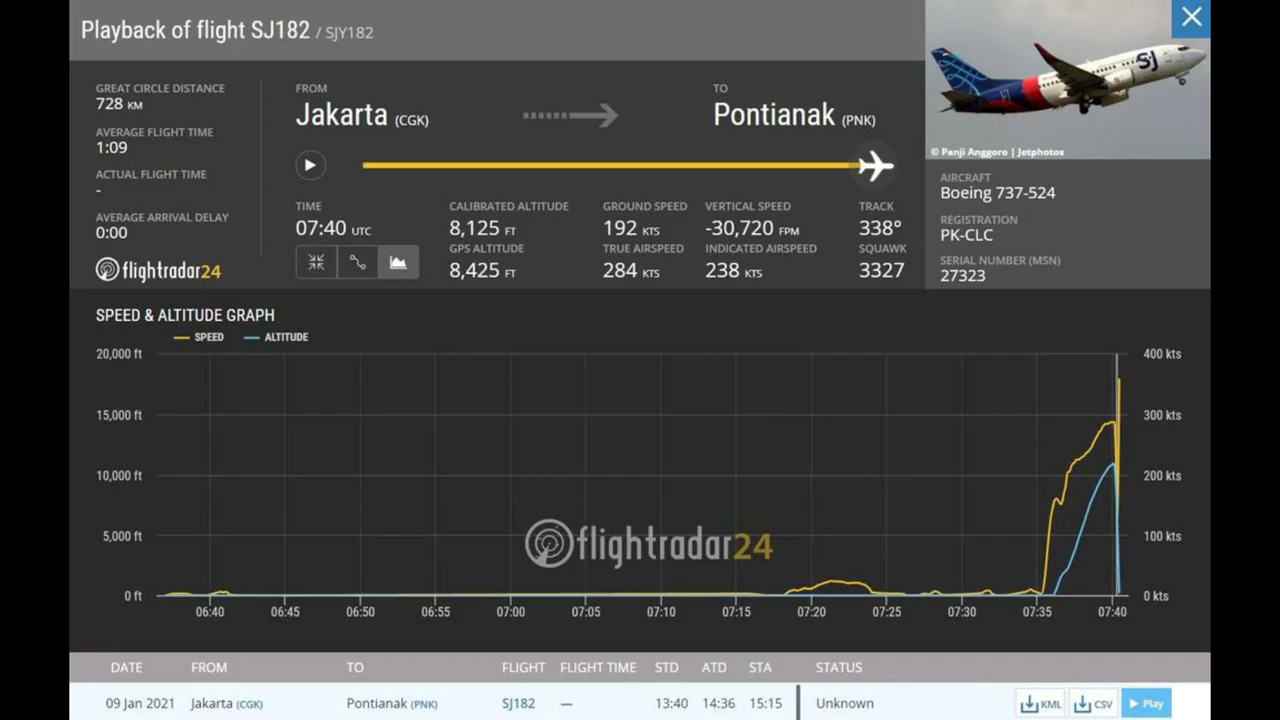 Playback of flight SJ182 / SJY182
GREAT CIRCLE DISTANCE
728 KM
AVERAGE FLIGHT TIME
1:09
ACTUAL FLIGHT TIME
-
AVERAGE ARRIVAL DELAY
0:00
flightradar24
FROM
Jakarta (CGK)
TO
Pontianak (PNK)
TIME
07:40 UTC
CALIBRATED ALTITUDE
8,125 FT
GPS ALTITUDE
8,425 FT
GROUND SPEED
192 KTS
TRUE AIRSPEED
284 KTS
VERTICAL SPEED
-30,720 FPM
INDICATED AIRSPEED
238 KTS
TRACK
338°
SQUAWK
3327
SJ
© Panji Anggoro | Jetphotos
AIRCRAFT
Boeing 737-524
REGISTRATION
PK-CLC
SERIAL NUMBER (MSN)
27323
SPEED & ALTITUDE GRAPH
SPEED ALTITUDE
20,000 ft 400 kts
15,000 ft 300 kts
10,000 ft 200 kts
5,000 ft 100 kts
0 ft 0 kts
flightradar24
06:40 06:45 06:50 06:55 07:00 07:05 07:10 07:15 07:20 07:25 07:30 07:35 07:40
DATE FROM TO FLIGHT FLIGHT TIME STD ATD STA STATUS
09 Jan 2021 Jakarta (CGK) Pontianak (PNK) SJ182 — 13:40 14:36 15:15 Unknown KML CSV Play